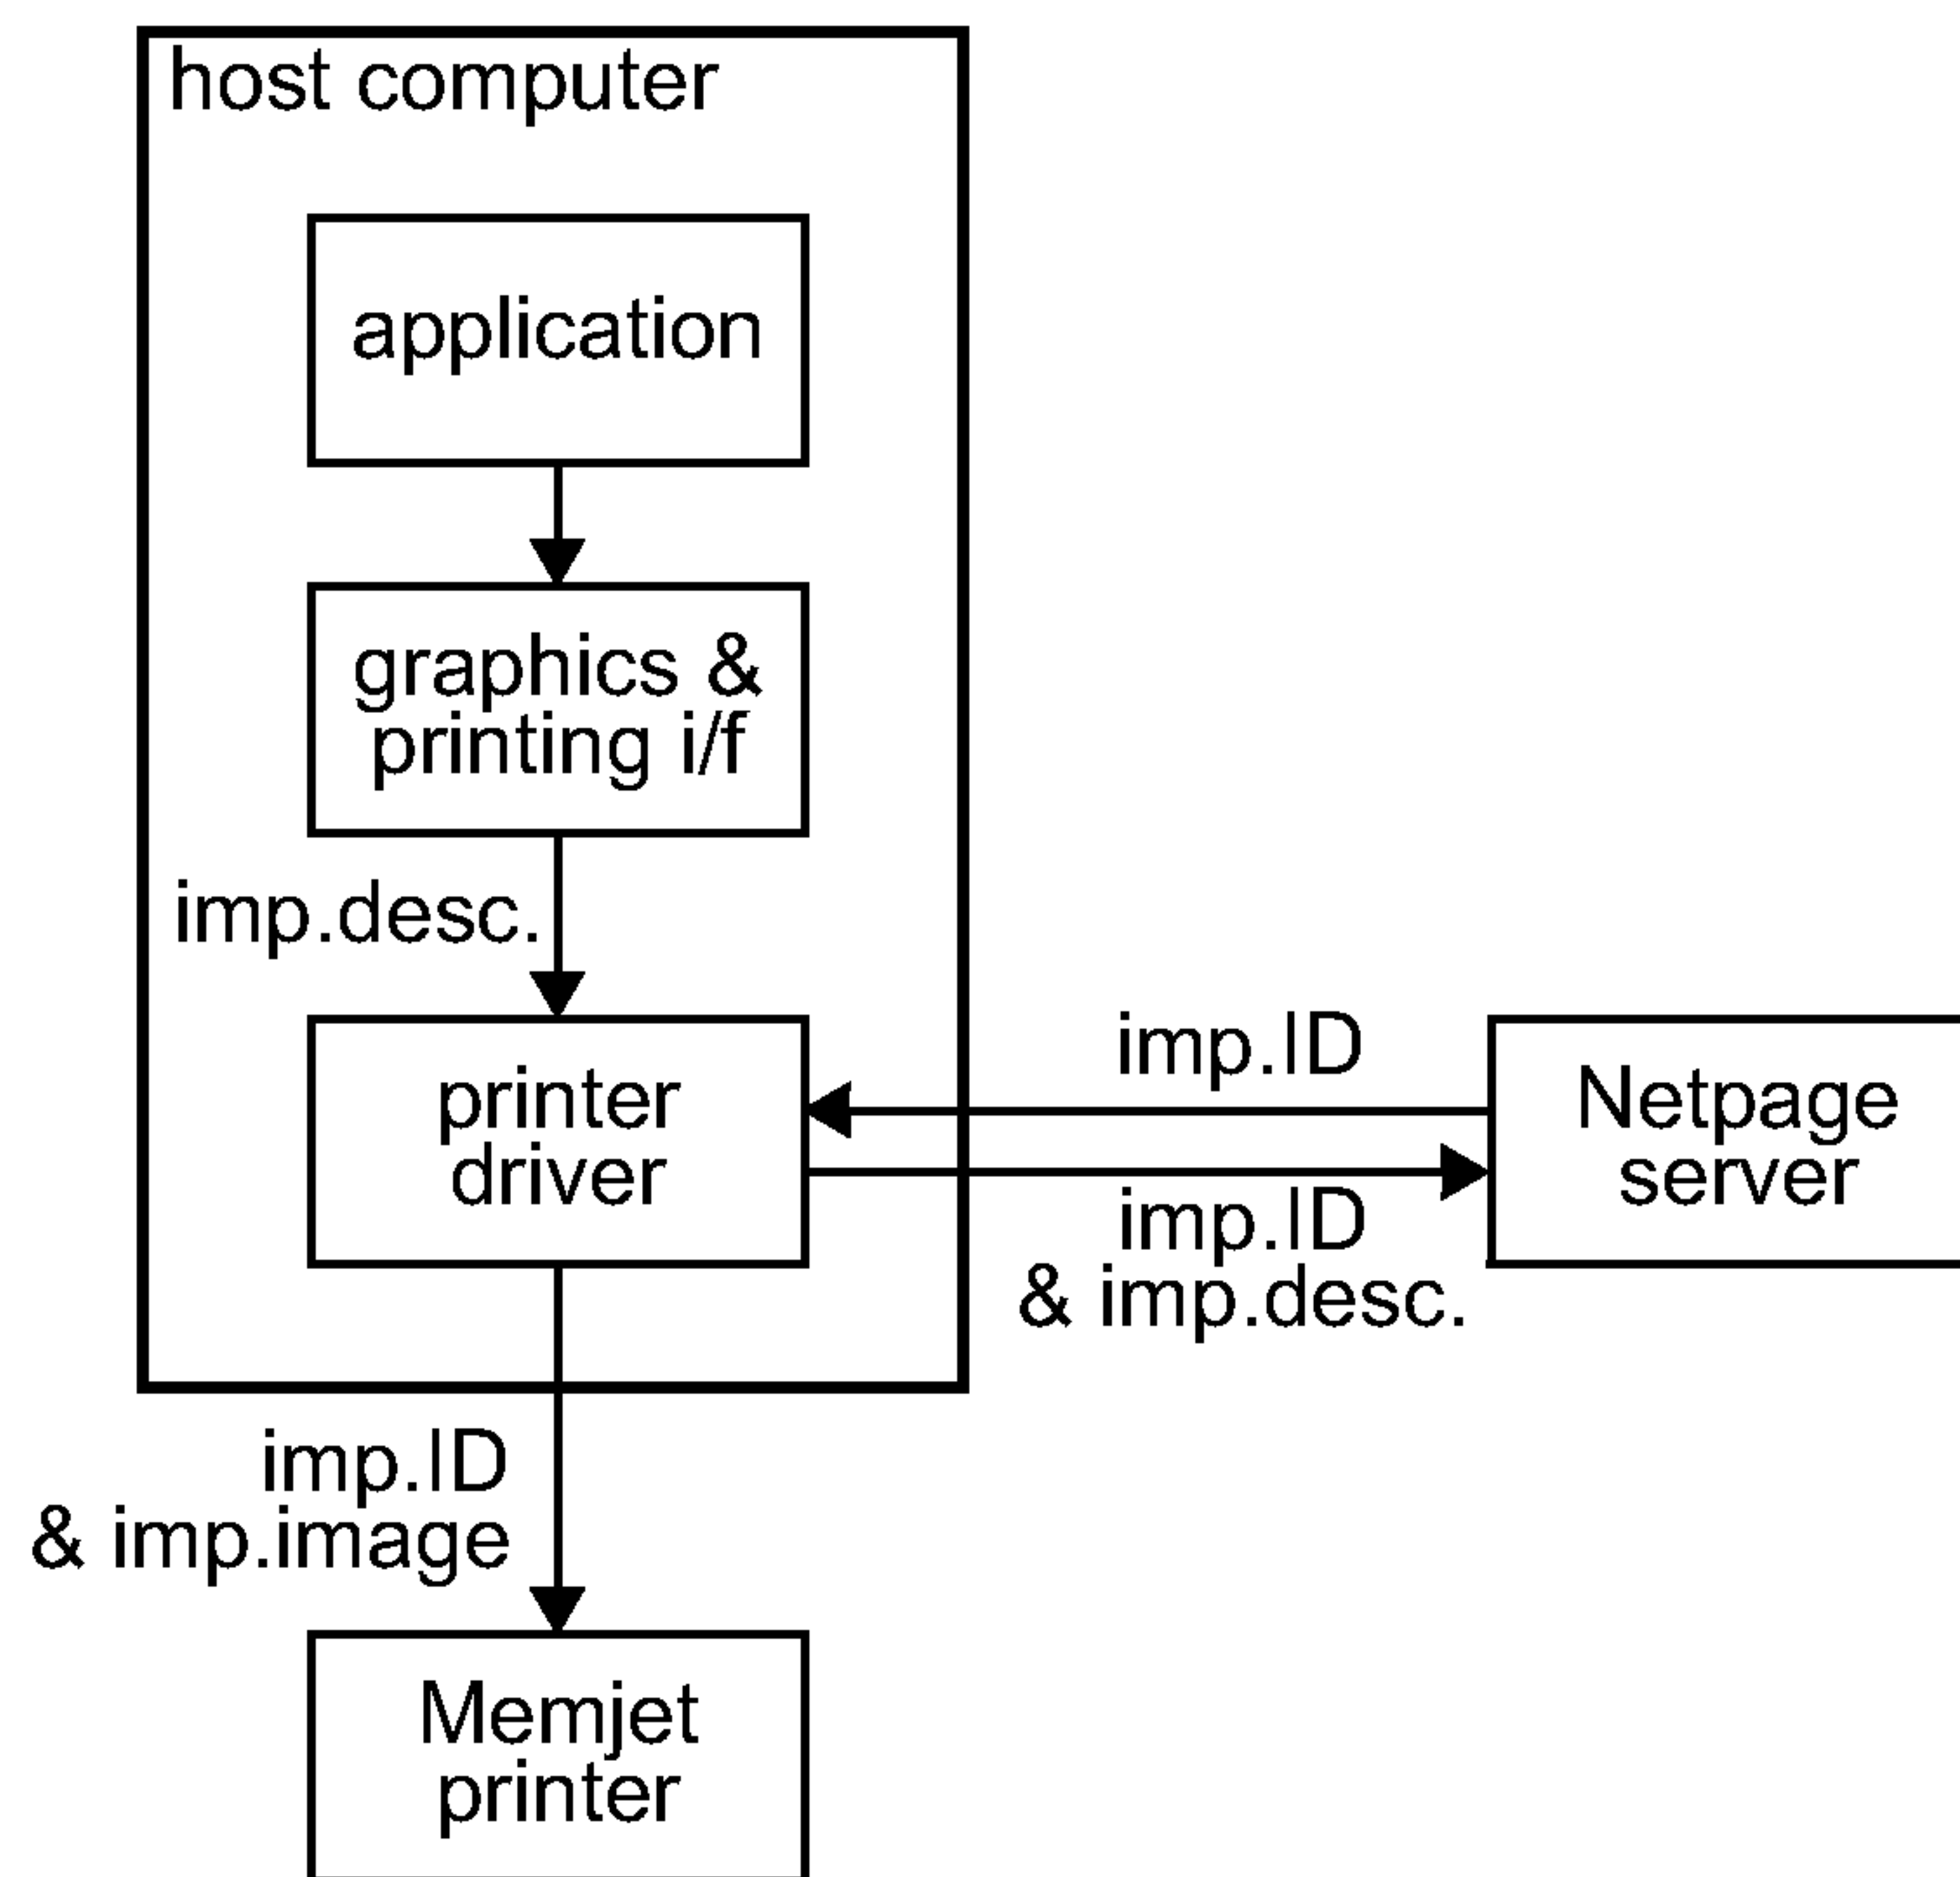 host computer
application
graphics &
printing i/f
imp.desc.
printer
driver
imp.ID
imp.ID
& imp.desc.
Netpage
server
imp.ID
& imp.image
Memjet
printer